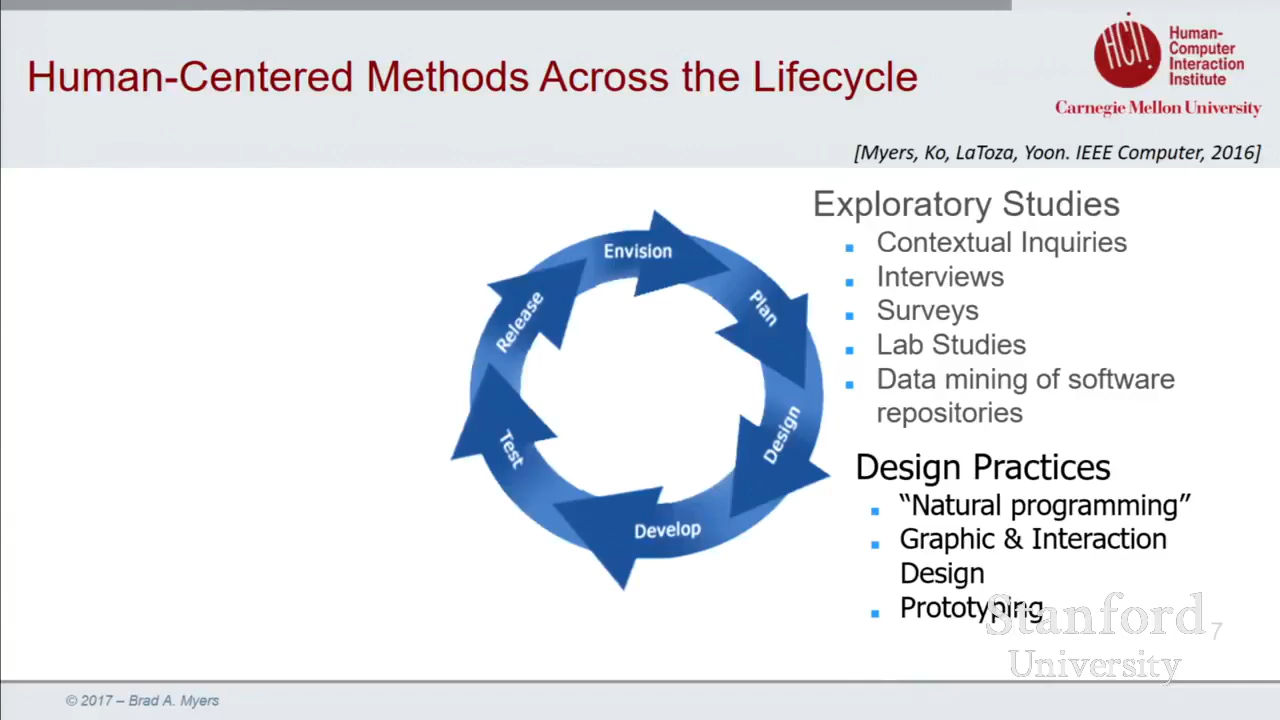 Human-Centered Methods Across the Lifecycle
HCII!
Human-
Computer
Interaction
Institute
Carnegie Mellon University
[Myers, Ko, LaToza, Yoon. IEEE Computer, 2016]
Envision
Plan
Design
Develop
Test
Release
Exploratory Studies
Contextual Inquiries
Interviews
Surveys
Lab Studies
Data mining of software
repositories
Design Practices
“Natural programming”
Graphic & Interaction
Design
Prototyping
Stanford
University
7
© 2017 – Brad A. Myers